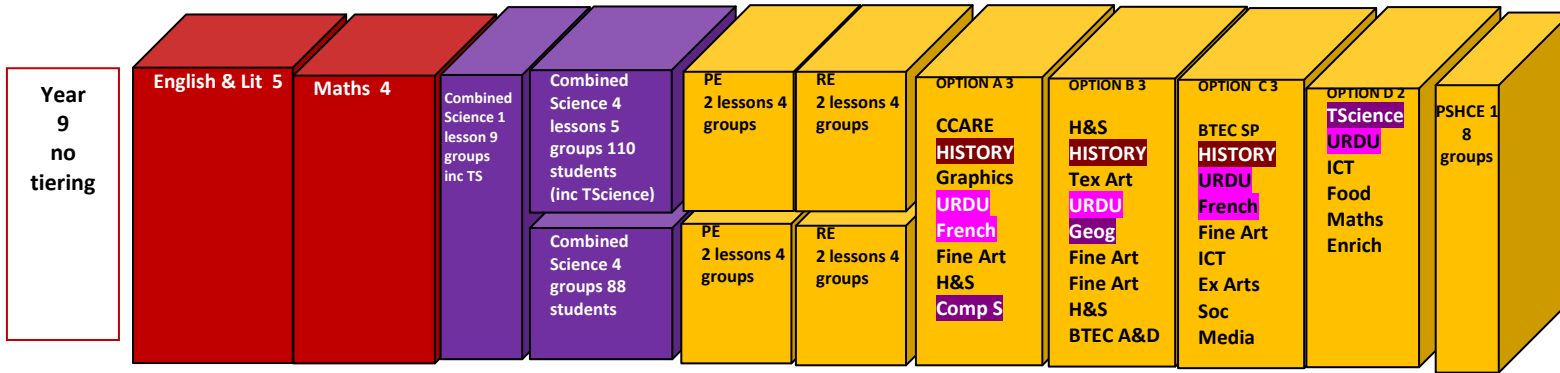 Year
9
no
tiering
English & Lit  5
Maths  4
Combined
Science 1
lesson 9
groups
inc TS
Combined
Science 4
lessons 5
groups 110
students
(inc TScience)
Combined
Science 4
groups 88
students
PE
2 lessons 4
groups
PE
2 lessons 4
groups
RE
2 lessons 4
groups
RE
2 lessons 4
groups
OPTION A 3
CCARE
HISTORY
Graphics
URDU
French
Fine Art
H&S
Comp S
OPTION B 3
H&S
HISTORY
Tex Art
URDU
Geog
Fine Art
Fine Art
H&S
BTEC A&D
OPTION  C 3
BTEC SP
HISTORY
URDU
French
Fine Art
ICT
Ex Arts
Soc
Media
OPTION D 2
TScience
URDU
ICT
Food
Maths
Enrich
PSHCE 1
8
groups